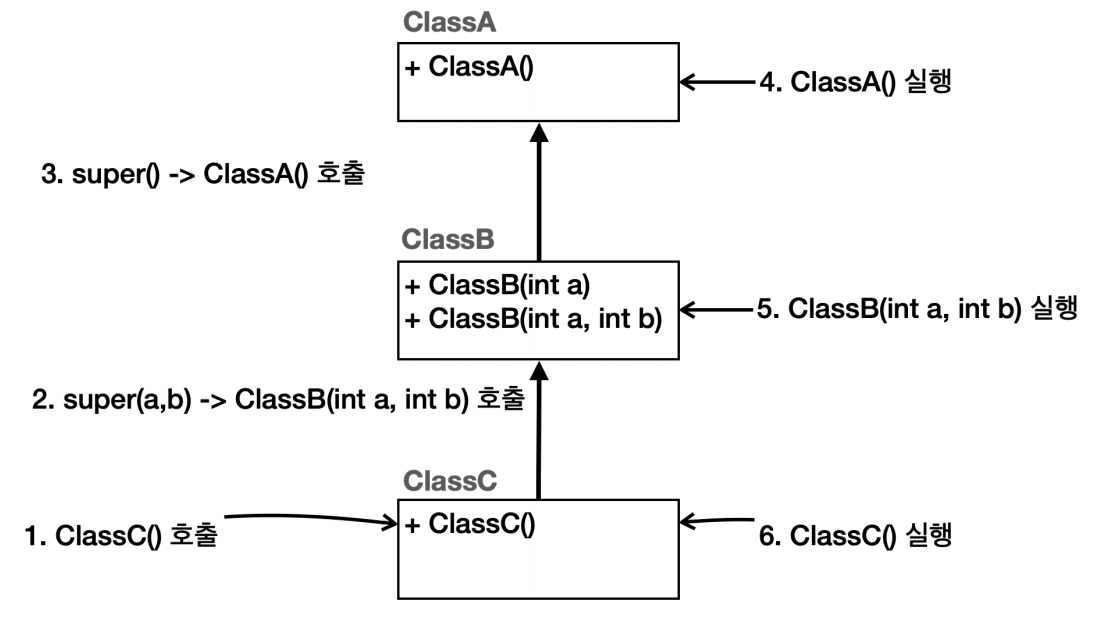 ClassA
+ ClassA()
4. ClassA() 실행
3. super() -> ClassA() 호출
ClassB
+ ClassB(int a)
+ ClassB(int a, int b)
5. ClassB(int a, int b) 실행
2. super(a,b) -> ClassB(int a, int b) 호출
ClassC
+ ClassC()
1. ClassC() 호출
6. ClassC() 실행